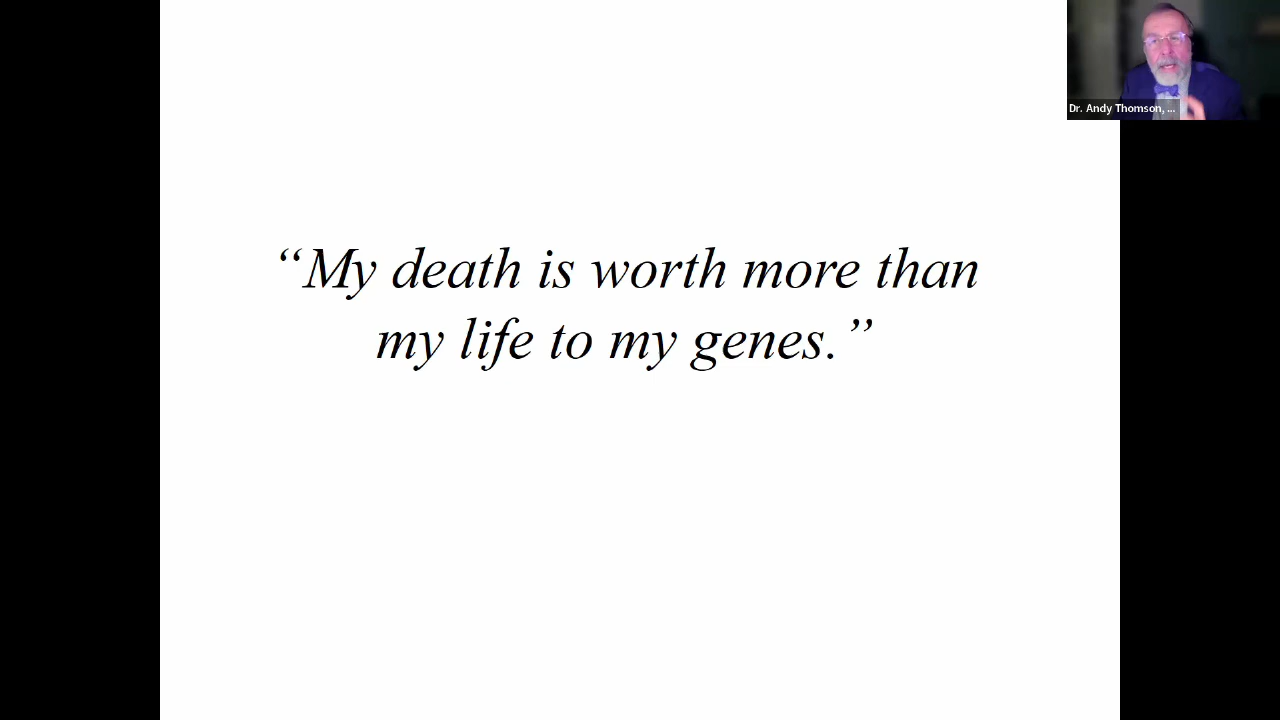 Dr. Andy Thomson, ...
“My death is worth more than
my life to my genes.”